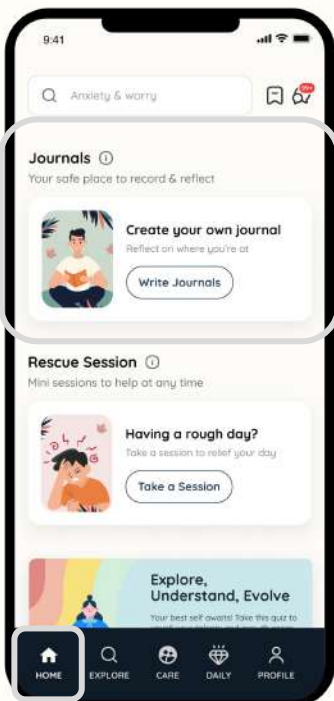 9:41
Anxiety & worry
99+
Journals
Your safe place to record & reflect
Create your own journal
Reflect on where you're at
Write Journals
Rescue Session
Mini sessions to help at any time
Having a rough day?
Take a session to relief your day
Take a Session
Explore,
Understand, Evolve
Your best self awaits! Take this quiz to
HOME
EXPLORE
CARE
DAILY
PROFILE